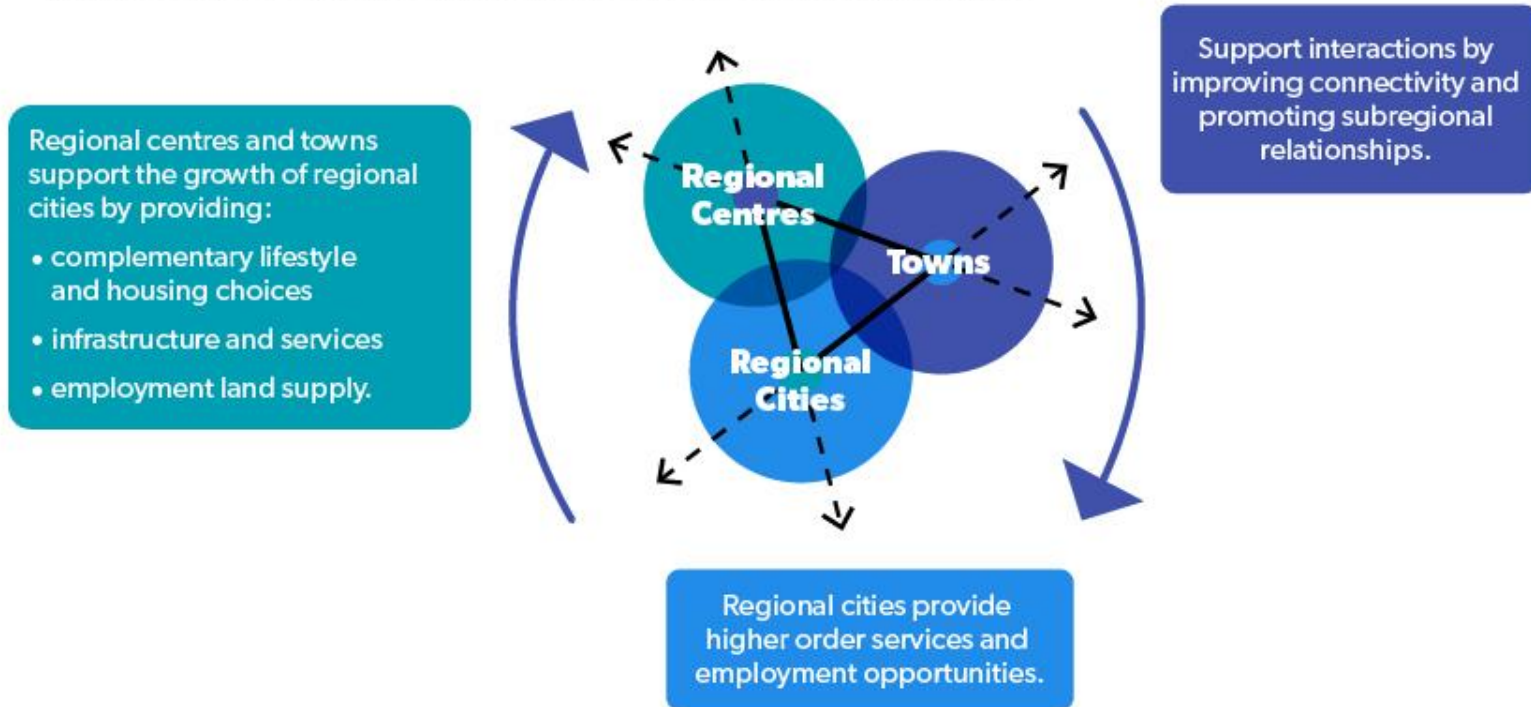 Regional centres and towns
support the growth of regional
cities by providing:
• complementary lifestyle
and housing choices
• infrastructure and services
• employment land supply.
Regional
Centres
Towns
Regional
Cities
Support interactions by
improving connectivity and
promoting subregional
relationships.
Regional cities provide
higher order services and
employment opportunities.